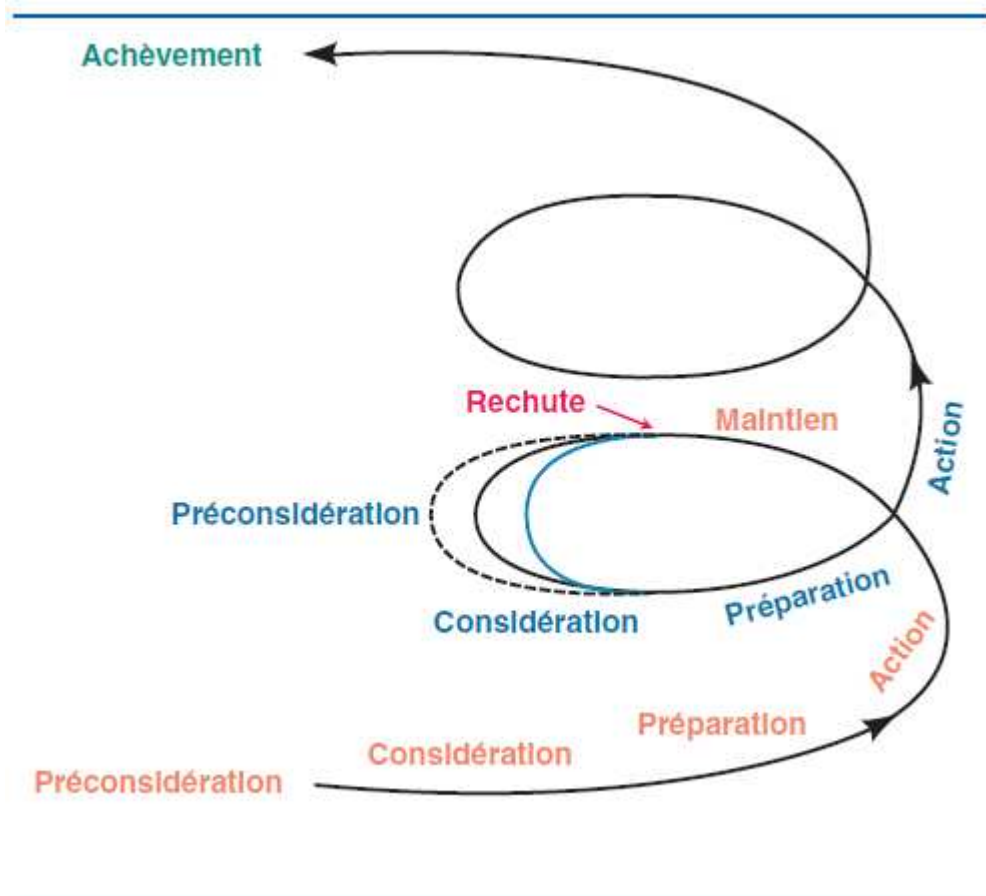 Achèvement
Rechute
Maintien
Action
Préconsidération
Préparation
Considération
Action
Préparation
Considération
Préconsidération